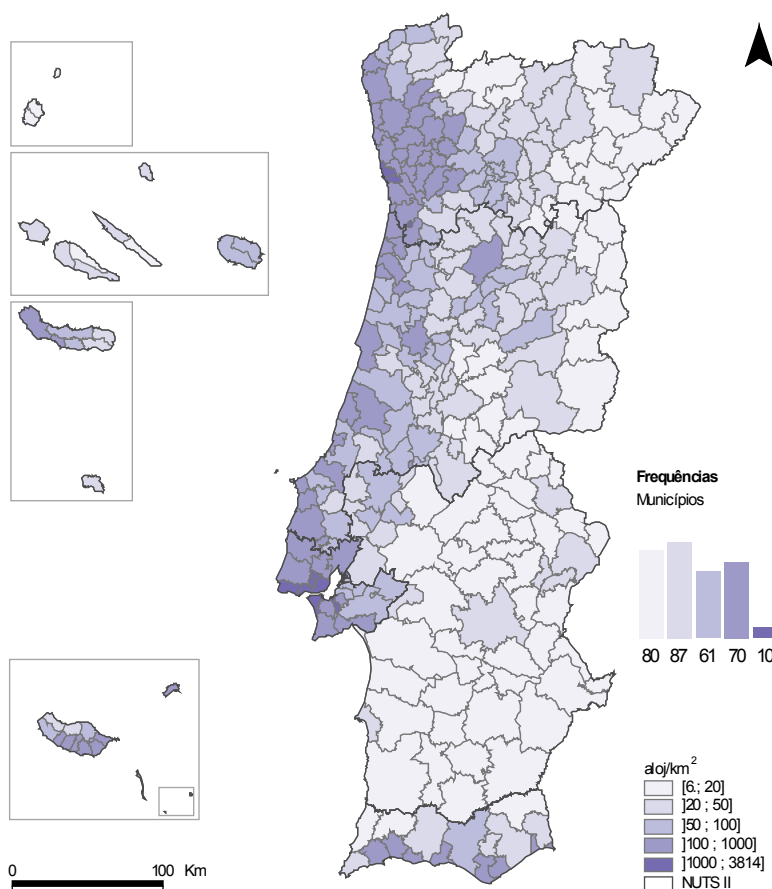 Frequências
Municípios
80 87 61 70 10
aloj/km²
[6.; 20]
]20 ; 50]
]50 ; 100]
]100 ; 1000]
]1000 ; 3814]
NUTS II
0 100 Km